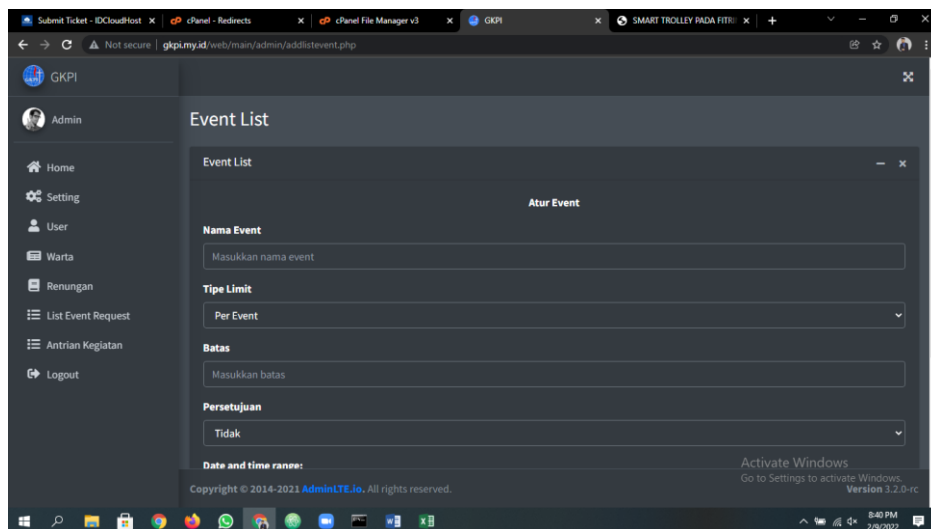 Submit Ticket - IDCloudHost
cPanel - Redirects
cPanel File Manager v3
GKPI
SMART TROLLEY PADA FITRI
Not secure | gkpi.my.id/web/main/admin/addlistevent.php
GKPI
Admin
Home
Setting
User
Warta
Renungan
List Event Request
Antrian Kegiatan
Logout
Event List
Event List
Atur Event
Nama Event
Masukkan nama event
Tipe Limit
Per Event
Batas
Masukkan batas
Persetujuan
Tidak
Date and time range:
Activate Windows
Go to Settings to activate Windows.
Copyright © 2014-2021 AdminLTE.io. All rights reserved.
Version 3.2.0-rc
8:40 PM
2/9/2022